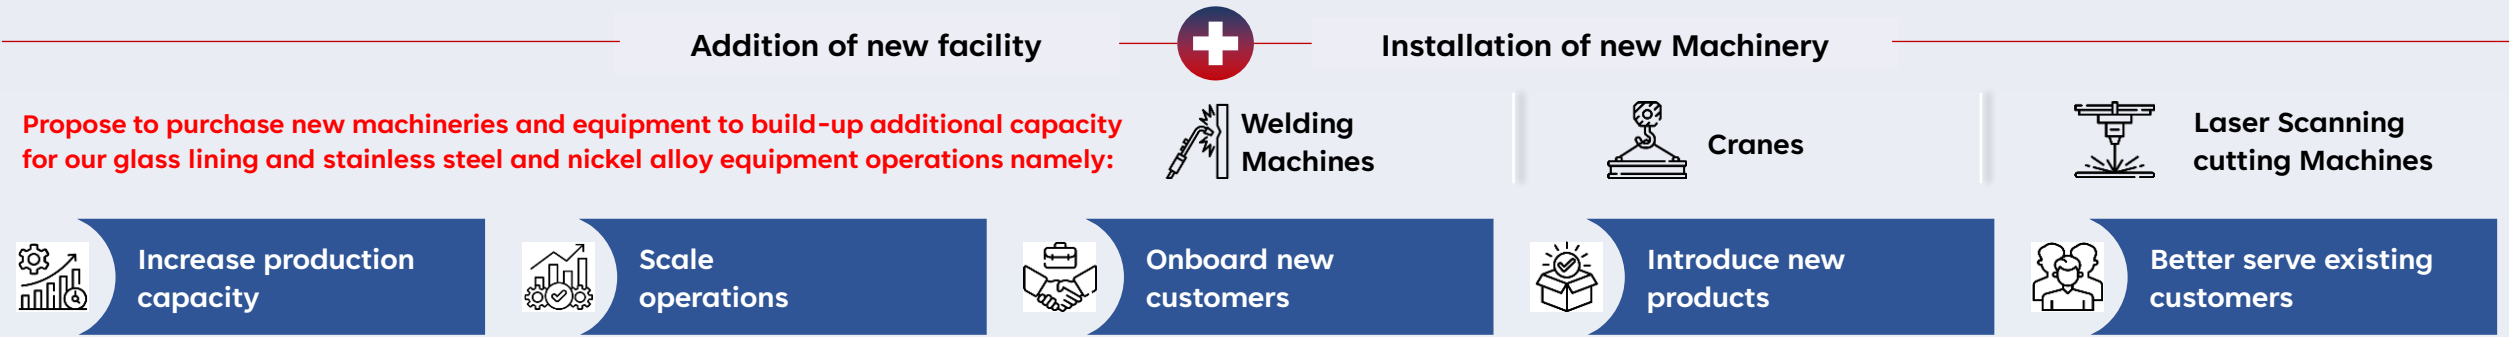 Addition of new facility
Installation of new Machinery
Propose to purchase new machineries and equipment to build-up additional capacity
for our glass lining and stainless steel and nickel alloy equipment operations namely:
Welding
Machines
Cranes
Laser Scanning
cutting Machines
Increase production
capacity
Scale
operations
Onboard new
customers
Introduce new
products
Better serve existing
customers